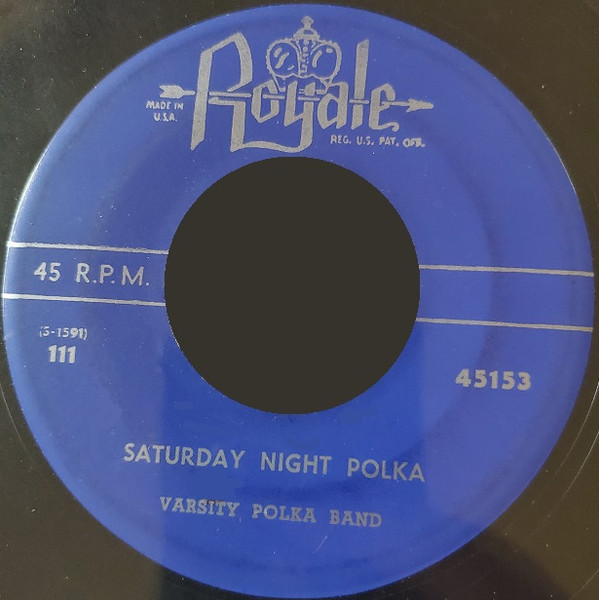 Royale
MADE IN
U.S.A.
REG. U.S. PAT. OFF.
45 R.P.M.
(S-1591)
111
45153
SATURDAY NIGHT POLKA
VARSITY POLKA BAND